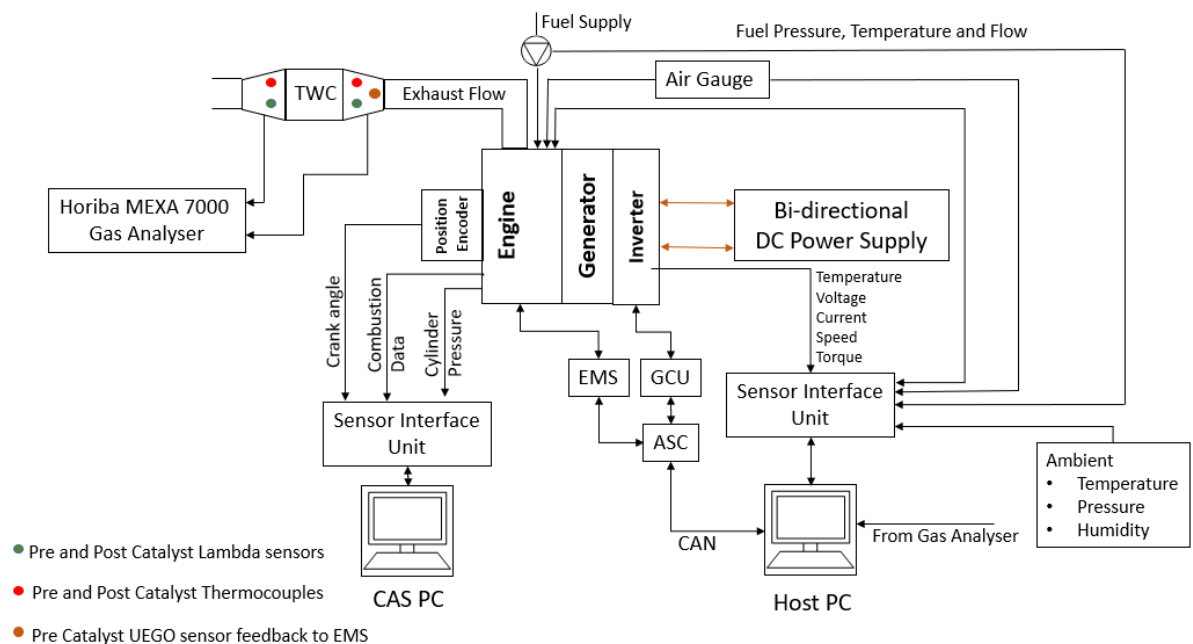 Fuel Supply
Fuel Pressure, Temperature and Flow
Air Gauge
TWC
Exhaust Flow
Horiba MEXA 7000
Gas Analyser
Position
Encoder
Engine
Generator
Inverter
Bi-directional
DC Power Supply
Temperature
Voltage
Current
Speed
Torque
Crank angle
Combustion
Data
Cylinder
Pressure
EMS
GCU
ASC
Sensor Interface
Unit
Sensor Interface
Unit
Ambient
• Temperature
• Pressure
• Humidity
CAN
From Gas Analyser
CAS PC
Host PC
Pre and Post Catalyst Lambda sensors
Pre and Post Catalyst Thermocouples
Pre Catalyst UEGO sensor feedback to EMS